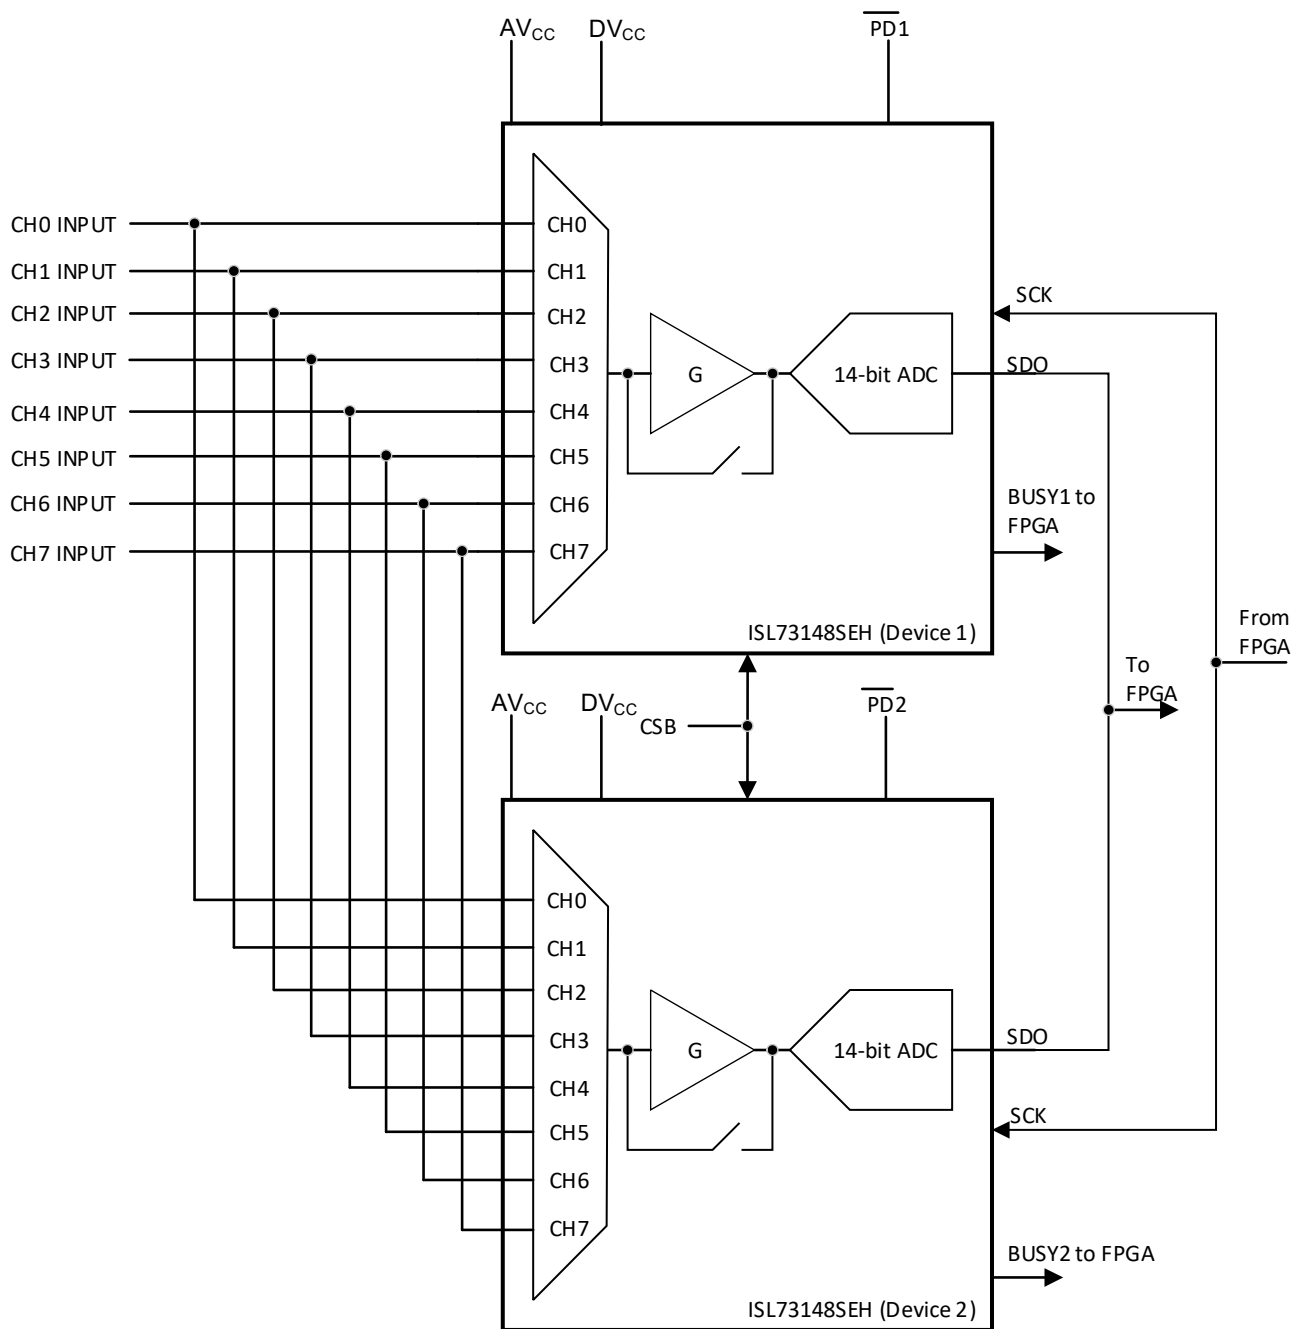 AVCC DVCC PD1
CH0 INPUT
CH1 INPUT
CH2 INPUT
CH3 INPUT
CH4 INPUT
CH5 INPUT
CH6 INPUT
CH7 INPUT
CH0
CH1
CH2
CH3
CH4
CH5
CH6
CH7
G
14-bit ADC
SCK
SDO
BUSY1 to
FPGA
ISL73148SEH (Device 1)
From
FPGA
To
FPGA
AVCC DVCC CSB PD2
CH0
CH1
CH2
CH3
CH4
CH5
CH6
CH7
G
14-bit ADC
SDO
SCK
BUSY2 to FPGA
ISL73148SEH (Device 2)